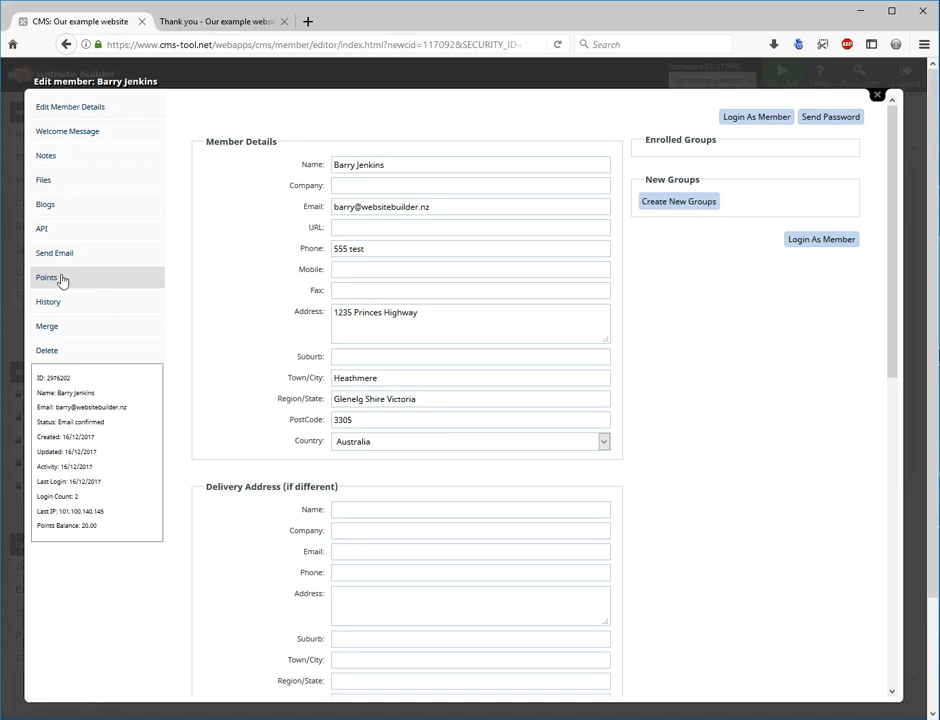 CMS: Our example website
Thank you - Our example websi
https://www.cms-tool.net/webapps/cms/member/editor/index.html?newid=117092&SECURITY_ID=
Search
ABP
Edit member: Barry Jenkins
Edit Member Details
Welcome Message
Notes
Files
Blogs
API
Send Email
Points
History
Merge
Delete
ID: 2976202
Name: Barry Jenkins
Email: barry@websitebuilder.nz
Status: Email confirmed
Created: 16/12/2017
Updated: 16/12/2017
Activity: 16/12/2017
Last Login: 16/12/2017
Login Count: 2
Last IP: 101.100.140.145
Points Balance: 20.00
Login As Member
Send Password
Member Details
Name: Barry Jenkins
Company:
Email: barry@websitebuilder.nz
URL:
Phone: 555 test
Mobile:
Fax:
Address: 1235 Princes Highway
Suburb:
Town/City: Heathmere
Region/State: Glenelg Shire Victoria
PostCode: 3305
Country: Australia
Enrolled Groups
New Groups
Create New Groups
Login As Member
Delivery Address (if different)
Name:
Company:
Email:
Phone:
Address:
Suburb:
Town/City:
Region/State: